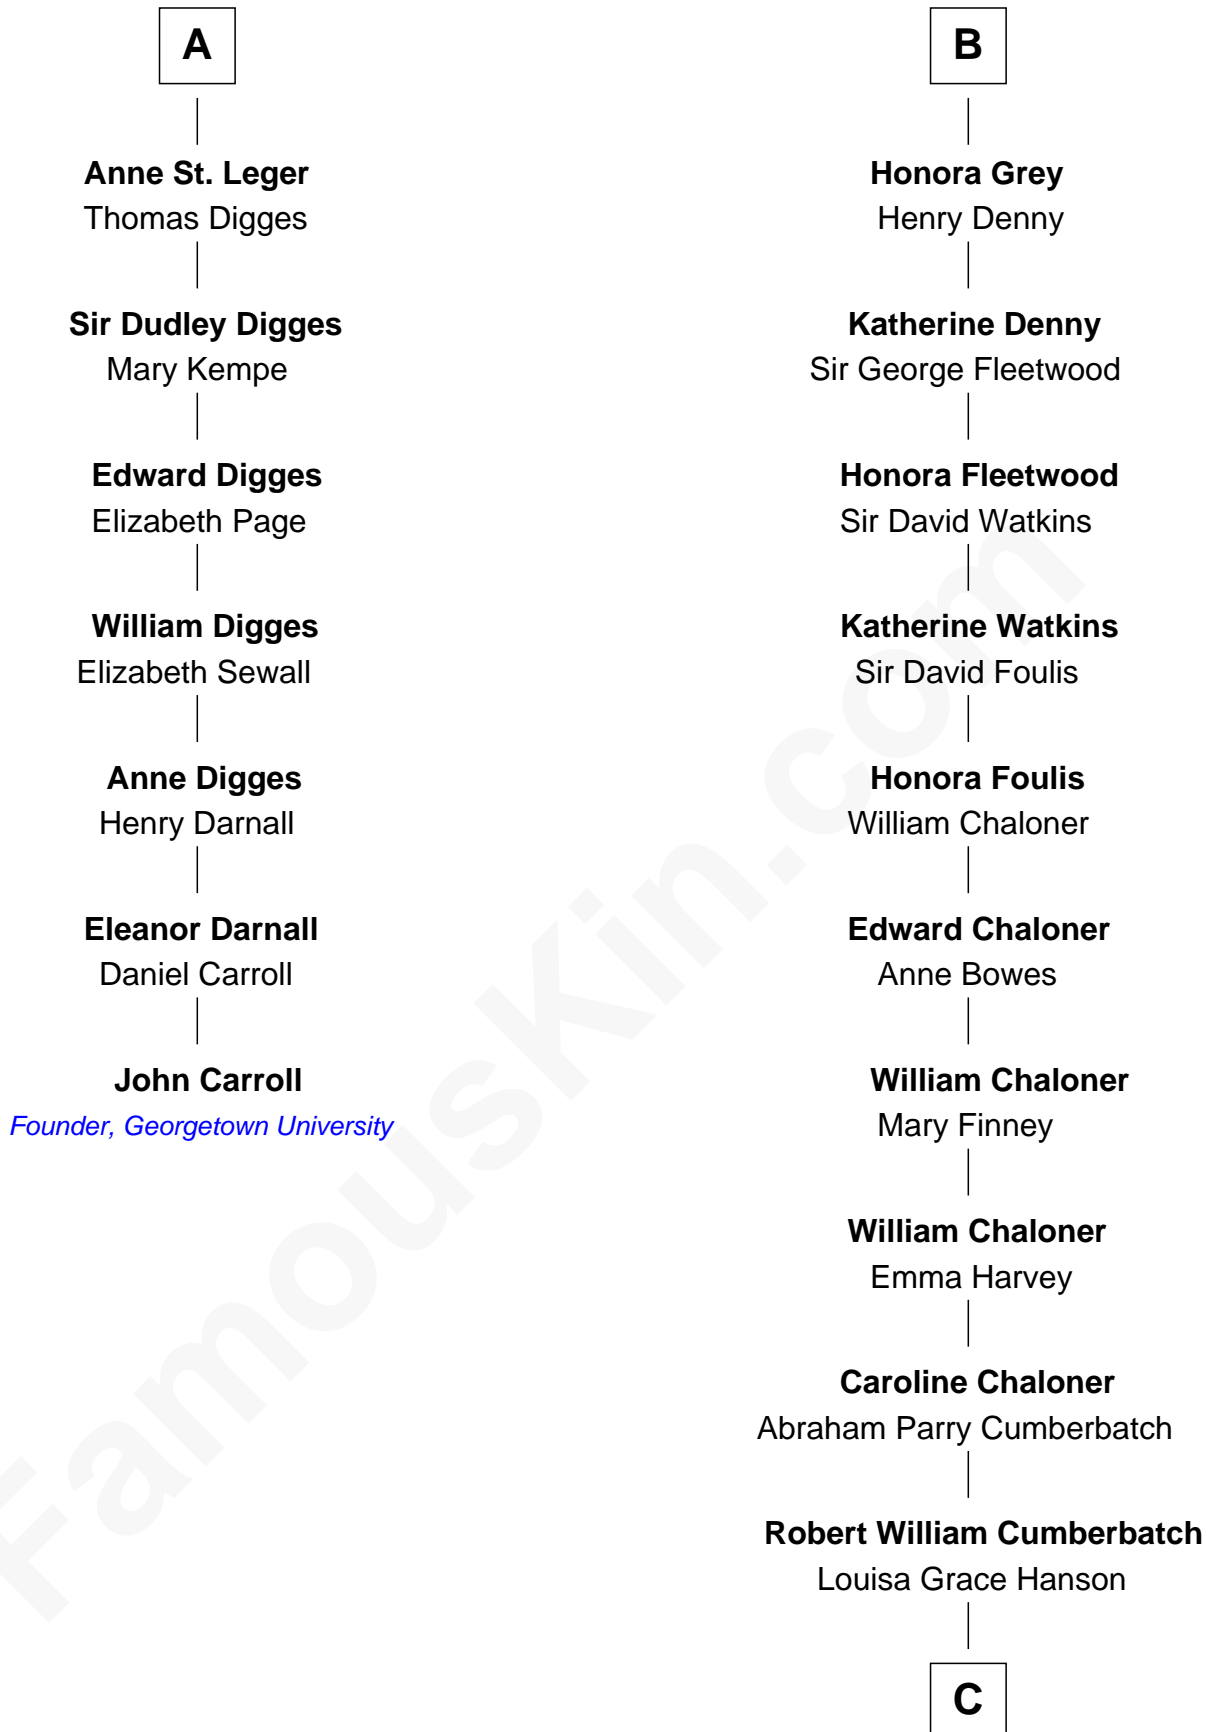 A
Anne St. Leger
Thomas Digges
Sir Dudley Digges
Mary Kempe
Edward Digges
Elizabeth Page
William Digges
Elizabeth Sewall
Anne Digges
Henry Darnall
Eleanor Darnall
Daniel Carroll
John Carroll
Founder, Georgetown University
B
Honora Grey
Henry Denny
Katherine Denny
Sir George Fleetwood
Honora Fleetwood
Sir David Watkins
Katherine Watkins
Sir David Foulis
Honora Foulis
William Chaloner
Edward Chaloner
Anne Bowes
William Chaloner
Mary Finney
William Chaloner
Emma Harvey
Caroline Chaloner
Abraham Parry Cumberbatch
Robert William Cumberbatch
Louisa Grace Hanson
C
FamousKin.com